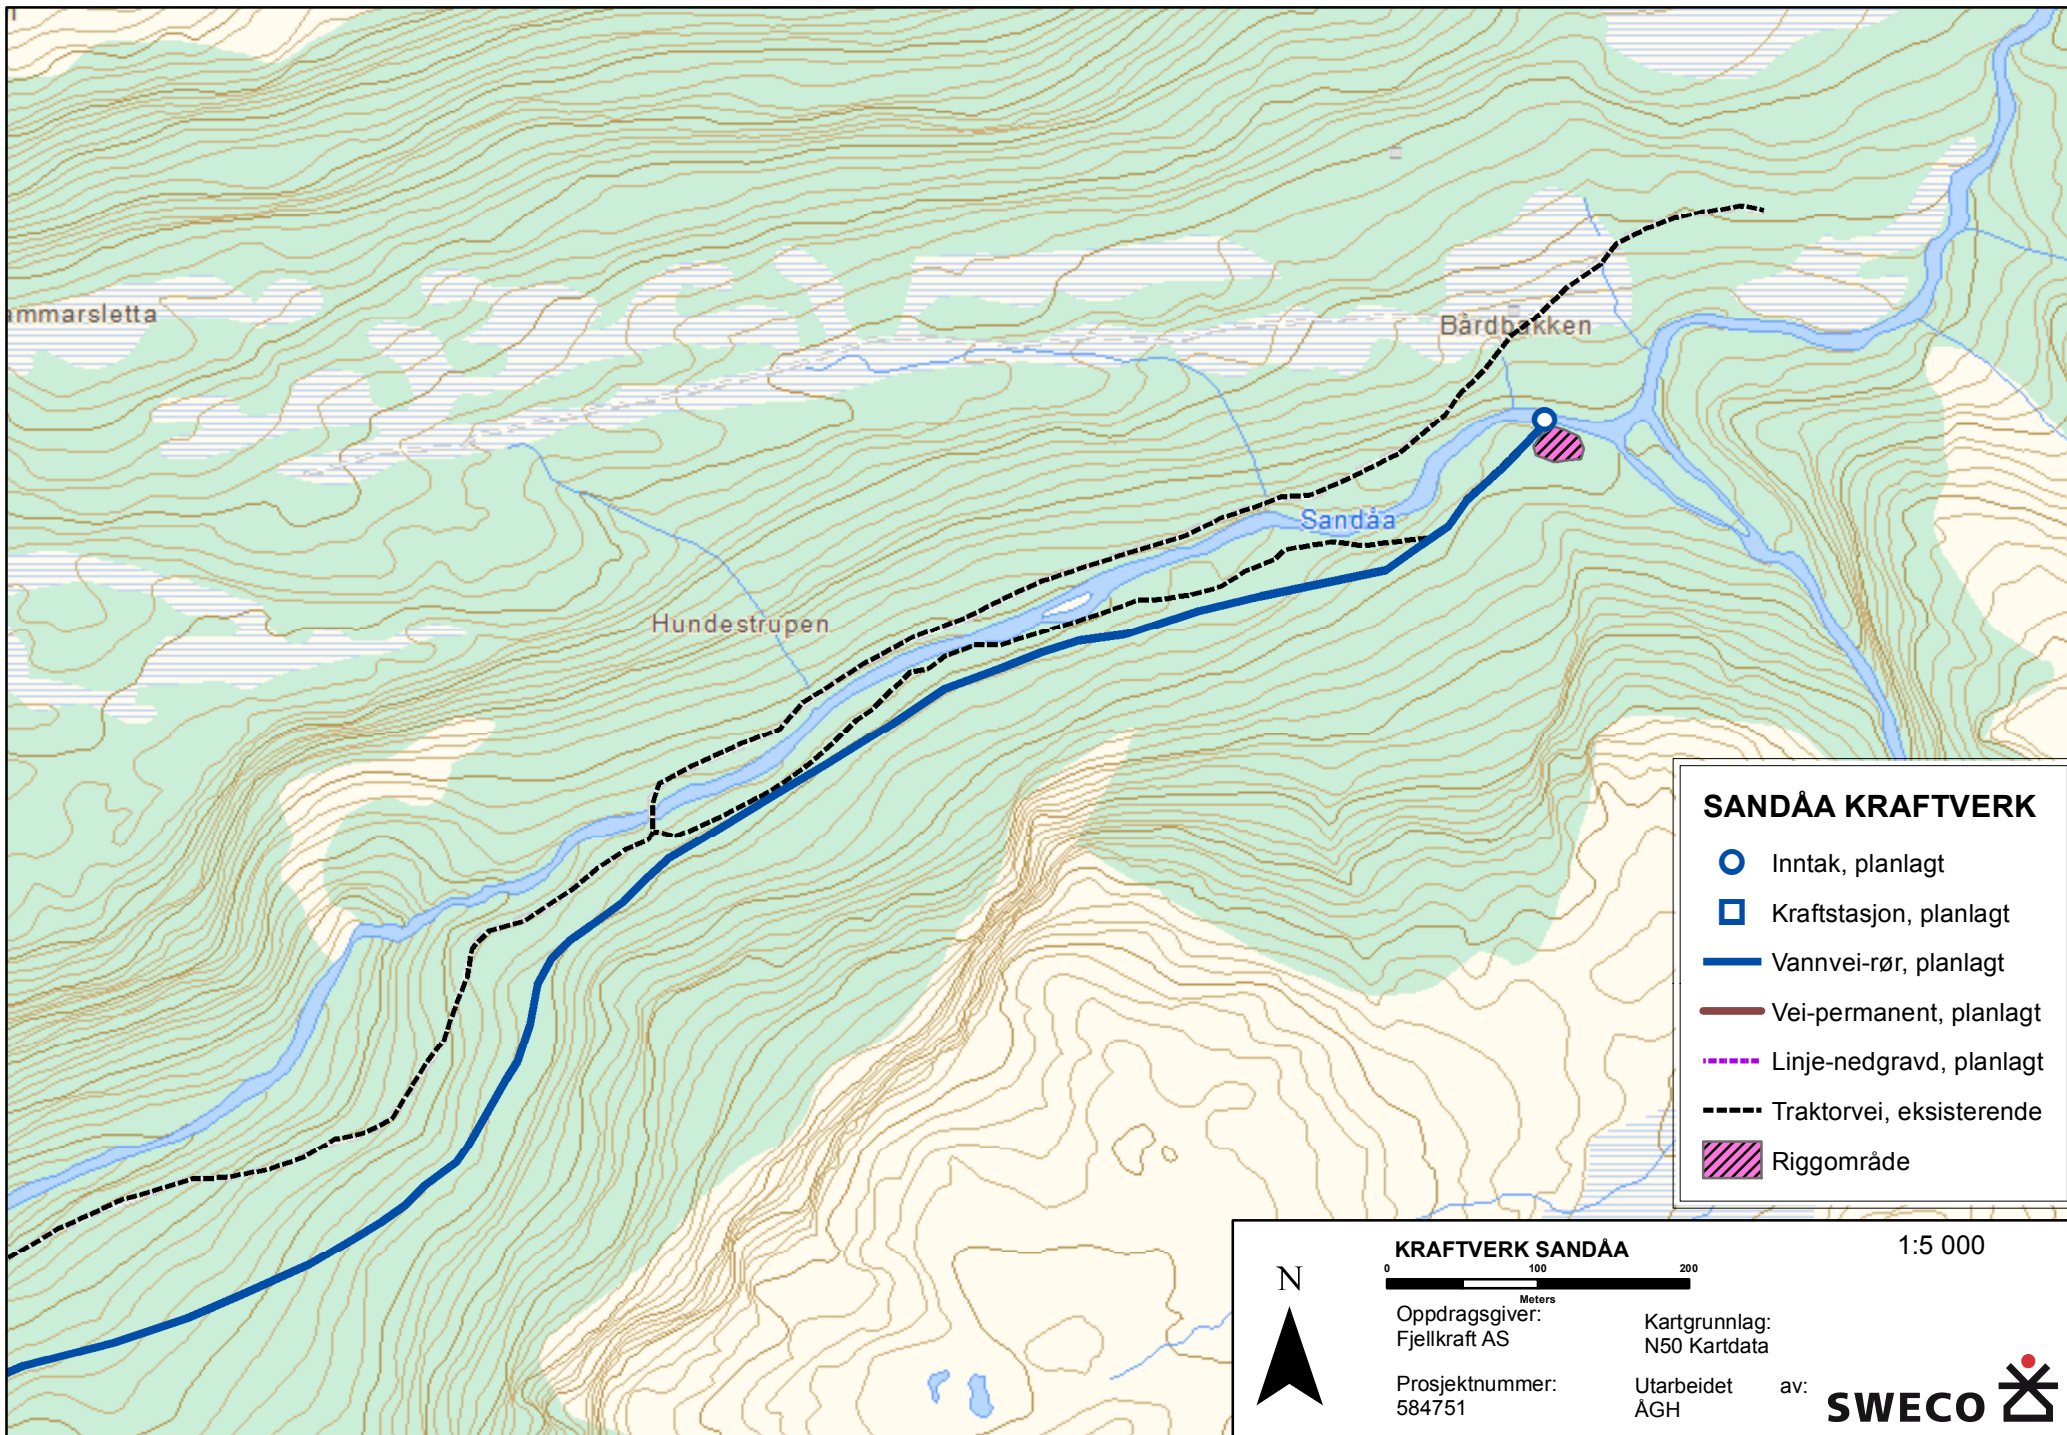 ammarsletta
Bårdbakken
Sandåa
Hundestrupen
SANDÅA KRAFTVERK
Inntak, planlagt
Kraftstasjon, planlagt
Vannvei-rør, planlagt
Vei-permanent, planlagt
Linje-nedgravd, planlagt
Traktorvei, eksisterende
Riggområde
KRAFTVERK SANDÅA
1:5 000
N
0 100 200
Meters
Oppdragsgiver:
Fjellkraft AS
Kartgrunnlag:
N50 Kartdata
Prosjektnummer:
584751
Utarbeidet av:
ÅGH
SWECO